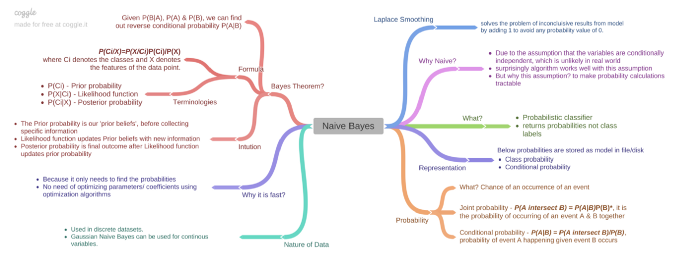 coggle
made for free at coggle.it
Given P(B|A), P(A) & P(B), we can find
out reverse conditional probability P(A|B)
P(Ci/X)=P(X/Ci)P(Ci)/P(X)
where Ci denotes the classes and X denotes
the features of the data point.
Formula
P(Ci) - Prior probability
P(X|Ci) - Likelihood function
P(Ci|X) - Posterior probability
Terminologies
Bayes Theorem?
The Prior probability is our 'prior beliefs', before collecting
specific information
Likelihood function updates Prior beliefs with new information
Posterior probability is final outcome after Likelihood function
updates prior probability
Intution
Because it only needs to find the probabilities
No need of optimizing parameters/ coefficients using
optimization algorithms
Why it is fast?
Used in discrete datasets.
Gaussian Naive Bayes can be used for continous
variables.
Nature of Data
Naive Bayes
Laplace Smoothing
solves the problem of inconclusive results from model
by adding 1 to avoid any probability value of 0.
Why Naive?
Due to the assumption that the variables are conditionally
independent, which is unlikely in real world
surprisingly algorithm works well with this assumption
But why this assumption? to make probability calculations
tractable
What?
Probabilistic classifier
returns probabilities not class
labels
Representation
Below probabilities are stored as model in file/disk
Class probability
Conditional probability
Probability
What? Chance of an occurrence of an event
Joint probability - P(A intersect B) = P(A|B)P(B)*, it is
the probability of occuring of an event A & B together
Conditional probability - P(A|B) = P(A intersect B)/P(B),
probability of event A happening given event B occurs